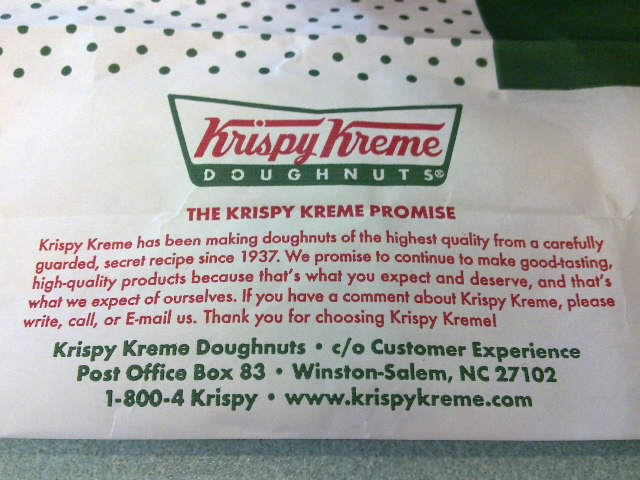 Krispy Kreme
DOUGHNUTS®
THE KRISPY KREME PROMISE
Krispy Kreme has been making doughnuts of the highest quality from a carefully
guarded, secret recipe since 1937. We promise to continue to make good-tasting,
high-quality products because that's what you expect and deserve, and that's
what we expect of ourselves. If you have a comment about Krispy Kreme, please
write, call, or E-mail us. Thank you for choosing Krispy Kreme!
Krispy Kreme Doughnuts • c/o Customer Experience
Post Office Box 83 • Winston-Salem, NC 27102
1-800-4 Krispy • www.krispykreme.com